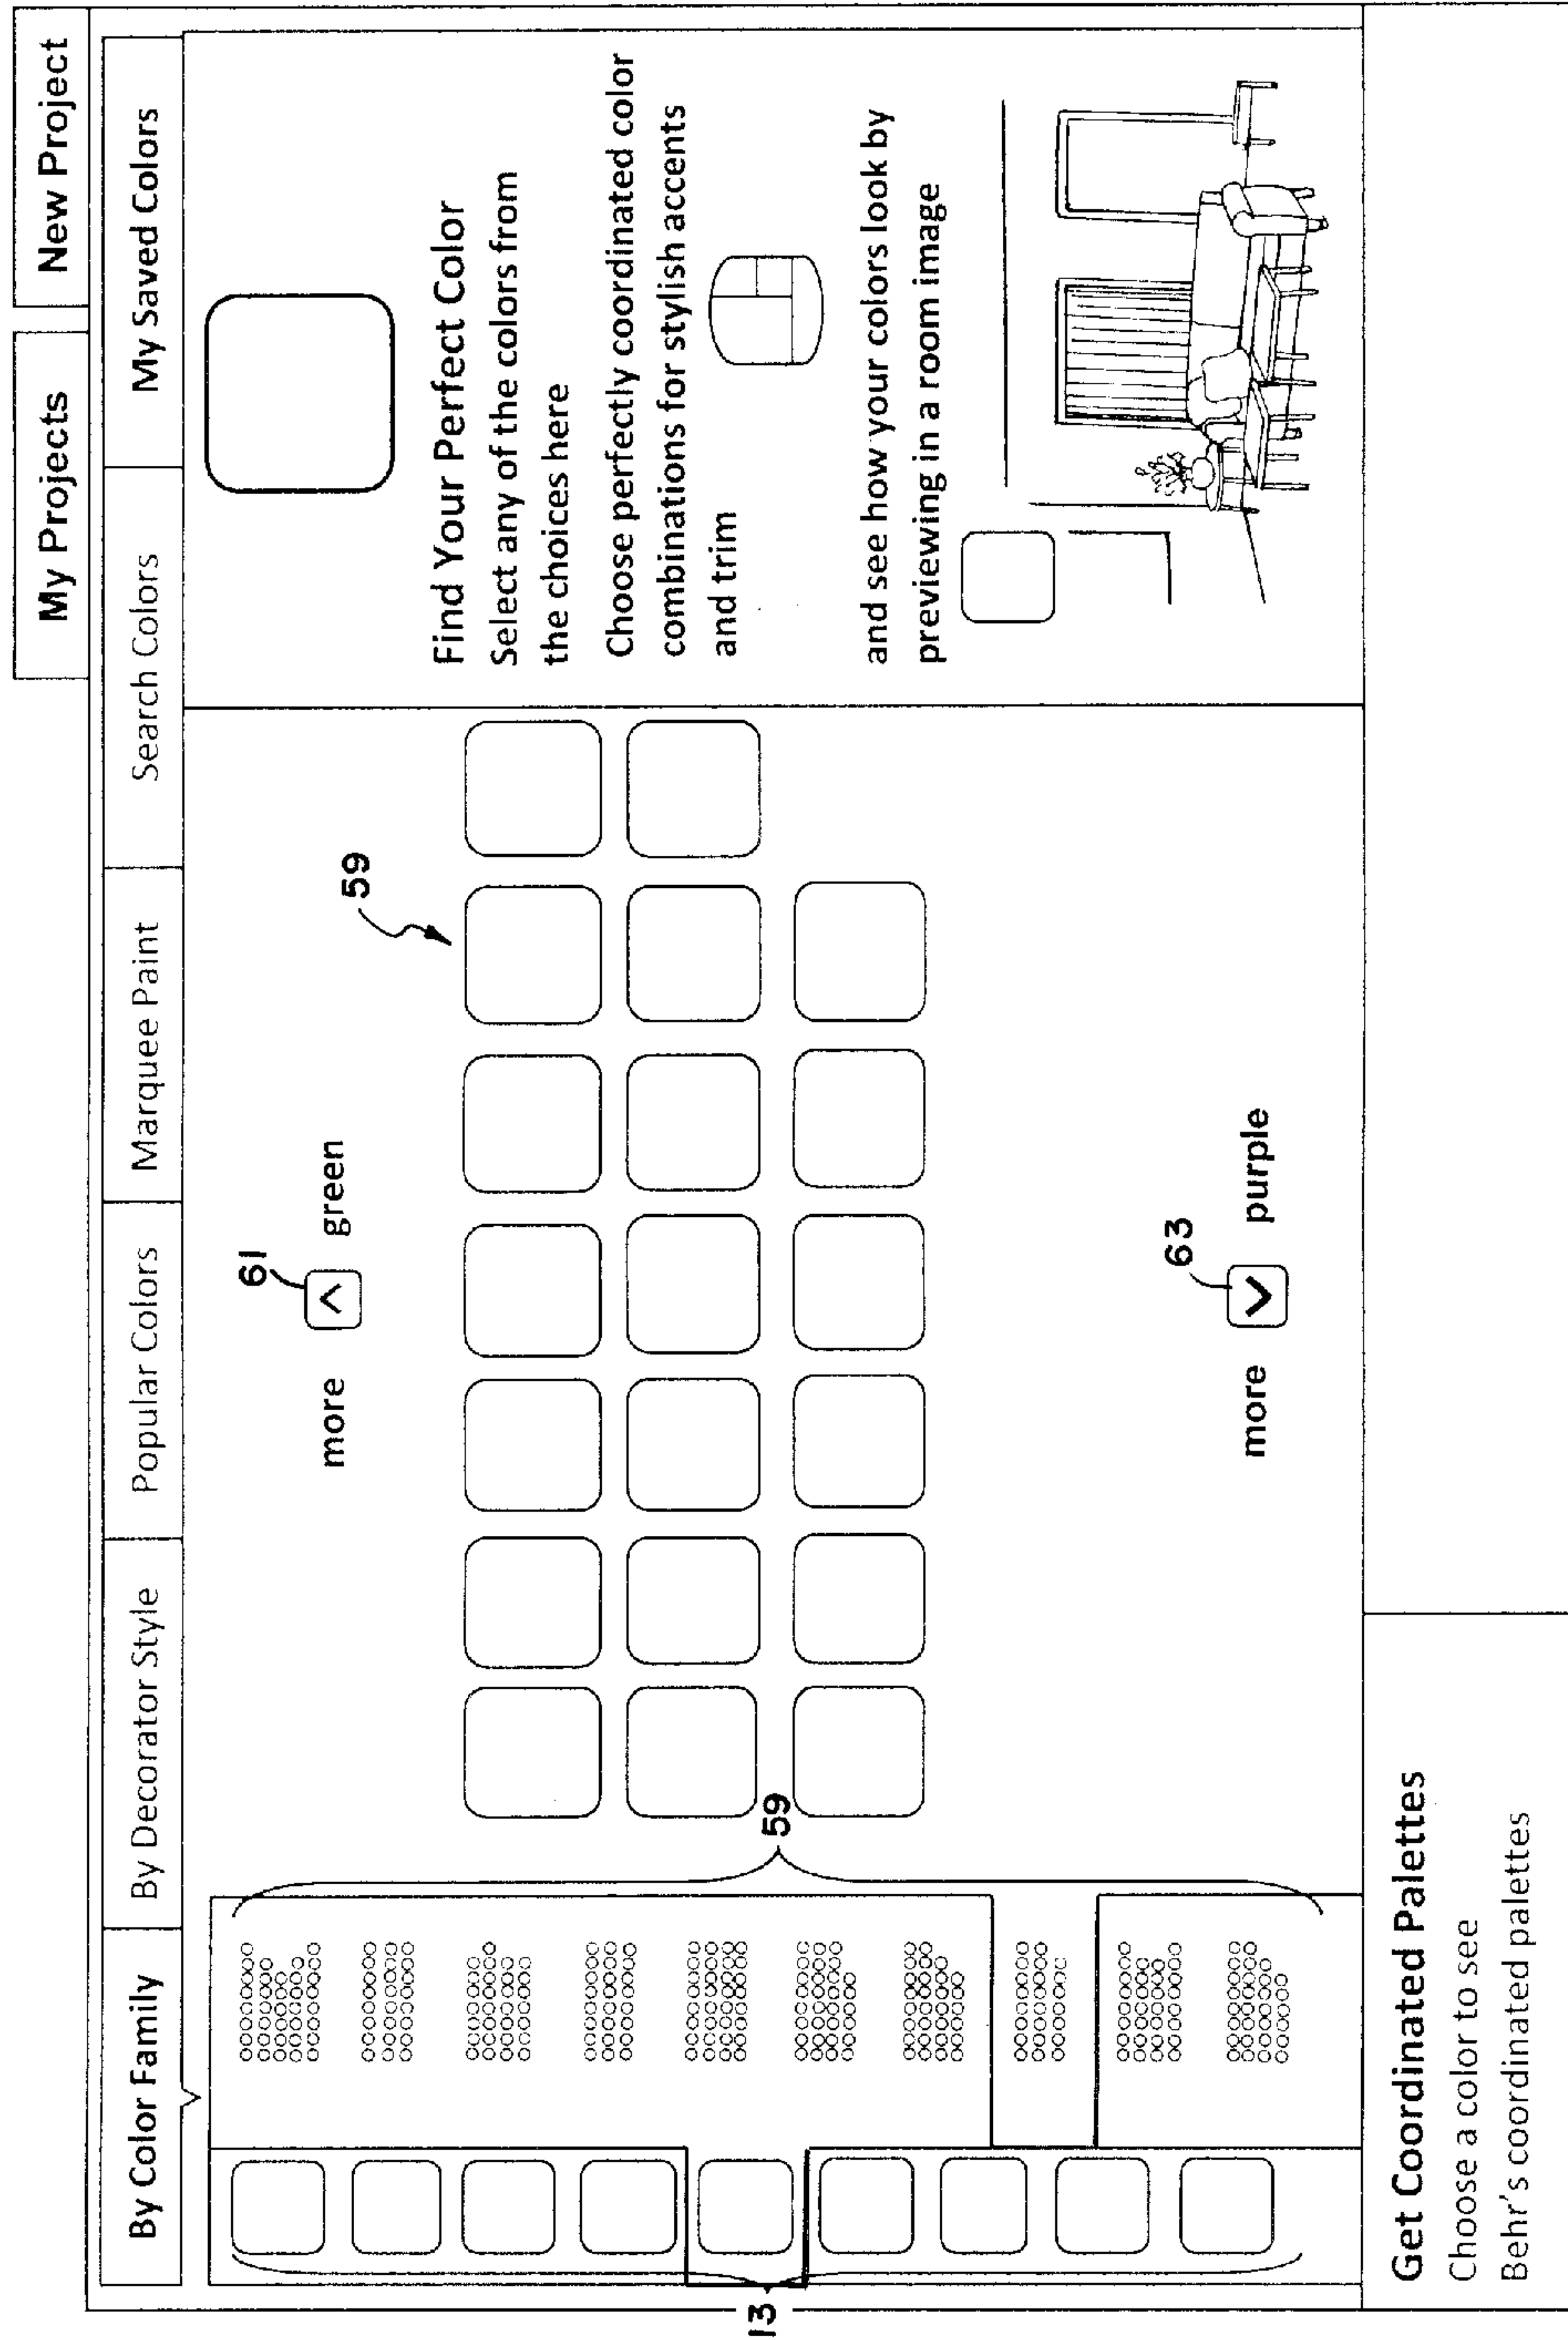 My Projects
New Project
By Color Family
By Decorator Style
Popular Colors
Marquee Paint
Search Colors
My Saved Colors
13
59
more
61
^
green
59
more
63
purple
Find Your Perfect Color
Select any of the colors from
the choices here
Choose perfectly coordinated color
combinations for stylish accents
and trim
and see how your colors look by
previewing in a room image
Get Coordinated Palettes
Choose a color to see
Behr's coordinated palettes